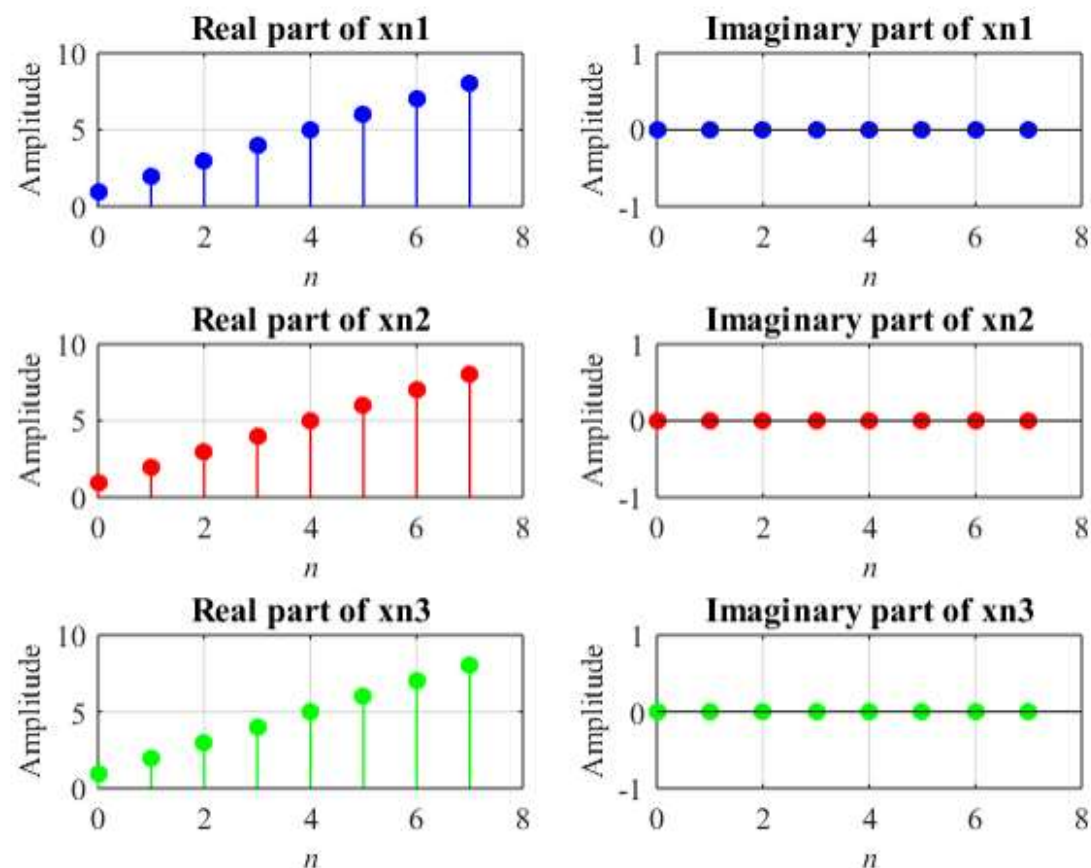 Real part of xn1
Imaginary part of xn1
Amplitude
10
5
0
0 2 4 6 8
n
Amplitude
1
0
-1
0 2 4 6 8
n
Real part of xn2
Imaginary part of xn2
Amplitude
10
5
0
0 2 4 6 8
n
Amplitude
1
0
-1
0 2 4 6 8
n
Real part of xn3
Imaginary part of xn3
Amplitude
10
5
0
0 2 4 6 8
n
Amplitude
1
0
-1
0 2 4 6 8
n